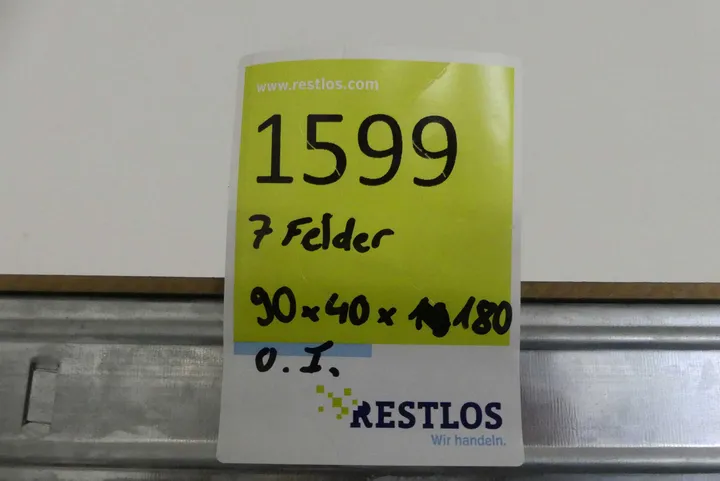 www.restlos.com
1599
7 Felder
90 x 40 x 180
O. I.
RESTLOS
Wir handeln.